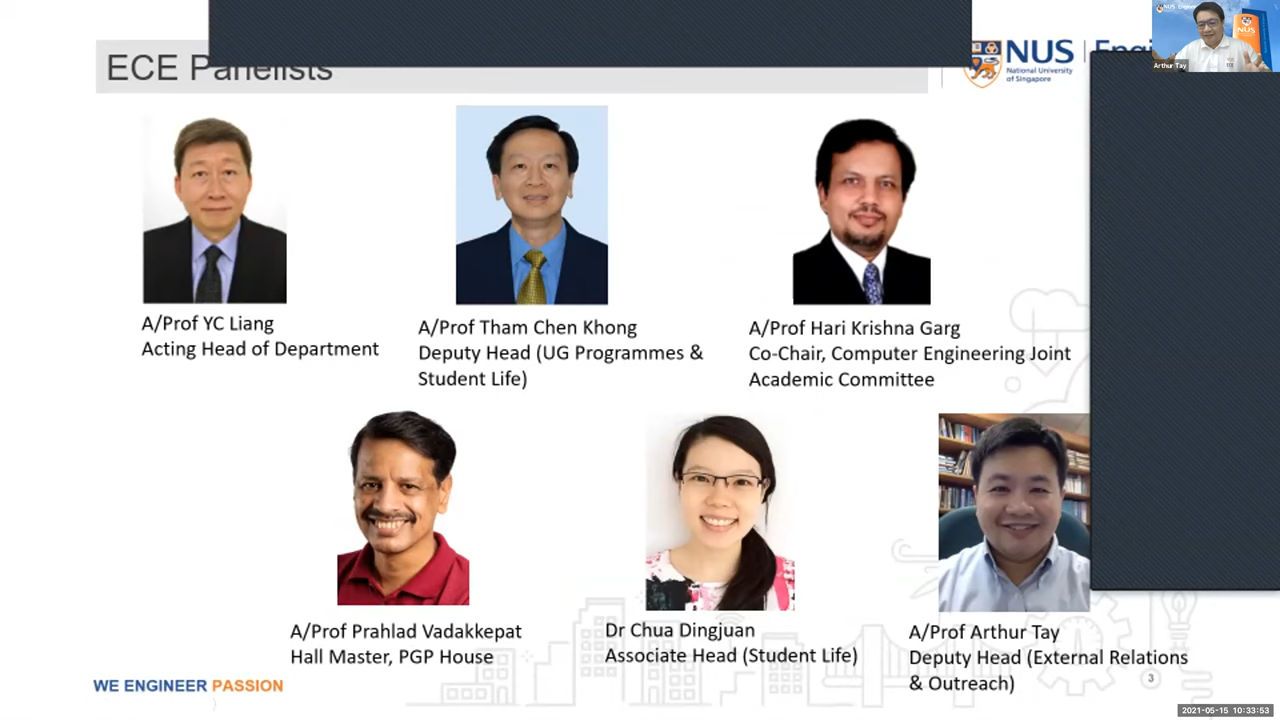 ECE Panelists
NUS
National University
of Singapore
NUS
Arthur Tay
A/Prof YC Liang
Acting Head of Department
A/Prof Tham Chen Khong
Deputy Head (UG Programmes &
Student Life)
A/Prof Hari Krishna Garg
Co-Chair, Computer Engineering Joint
Academic Committee
A/Prof Prahlad Vadakkepat
Hall Master, PGP House
Dr Chua Dingjuan
Associate Head (Student Life)
A/Prof Arthur Tay
Deputy Head (External Relations
& Outreach)
WE ENGINEER PASSION
3
2021-05-15 10:33:53